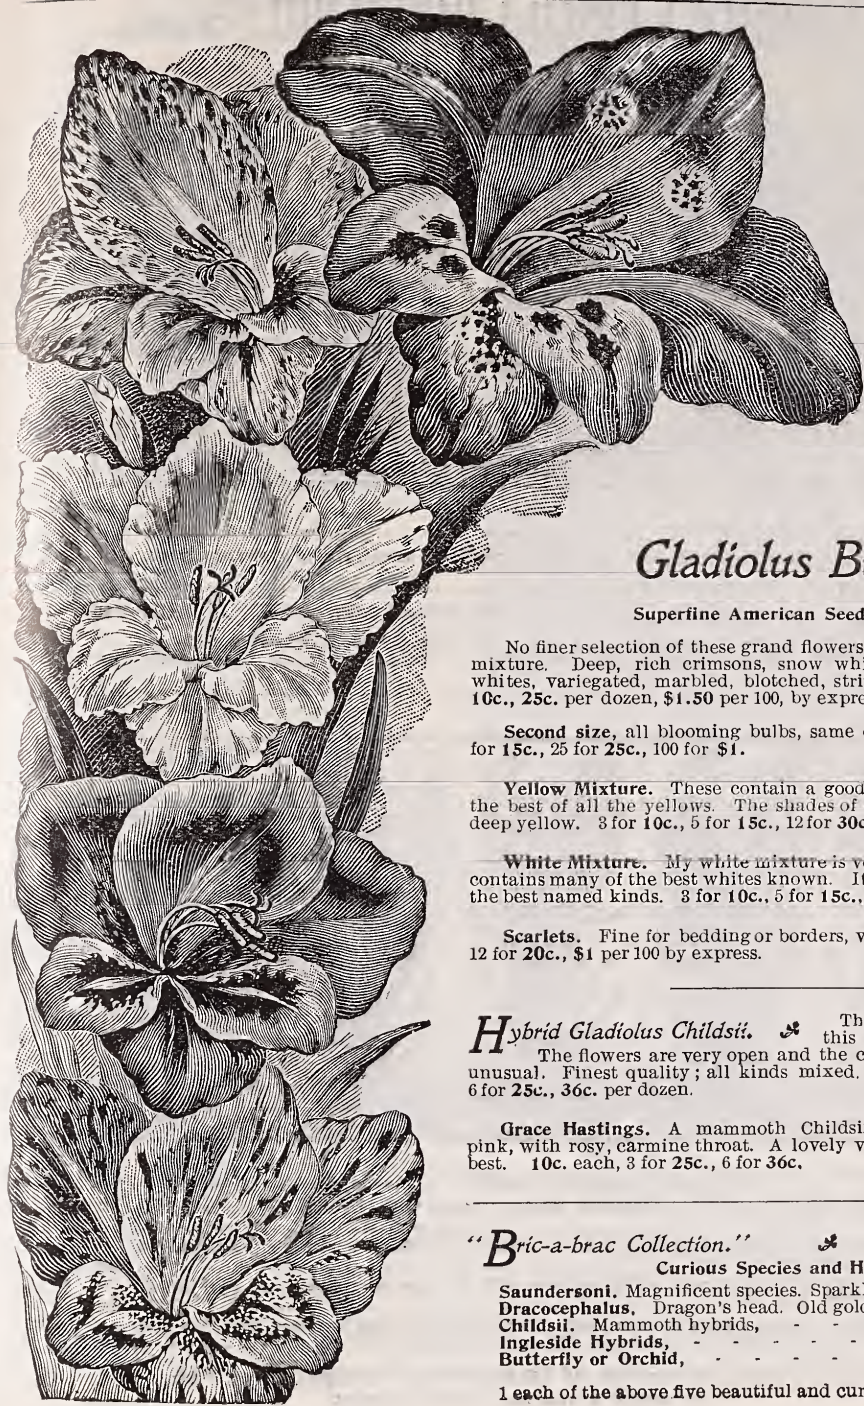 Gladiolus B
Superfine American Seed
No finer selection of these grand flowers
mixture. Deep, rich crimsons, snow whi
whites, variegated, marbled, blotched, stri
10c., 25c. per dozen, $1.50 per 100, by expre
Second size, all blooming bulbs, same
for 15c., 25 for 25c., 100 for $1.
Yellow Mixture. These contain a good
the best of all the yellows. The shades of
deep yellow. 3 for 10c., 5 for 15c., 12 for 30c
White Mixture. My white mixture is v
contains many of the best whites known. I
the best named kinds. 3 for 10c., 5 for 15c.,
Scarlets. Fine for bedding or borders, v
12 for 20c., $1 per 100 by express.
Hybrid Gladiolus Childsii. Th
this
The flowers are very open and the c
unusual. Finest quality; all kinds mixed.
6 for 25c., 36c. per dozen.
Grace Hastings. A mammoth Childsi
pink, with rosy, carmine throat. A lovely v
best. 10c. each, 3 for 25c., 6 for 36c.
"Bric-a-brac Collection."
Curious Species and H
Saundersoni. Magnificent species. Spark
Dracocephalus. Dragon's head. Old gol
Childsii. Mammoth hybrids, - -
Ingleside Hybrids, - - - - - -
Butterfly or Orchid, - - - - -
1 each of the above five beautiful and cur